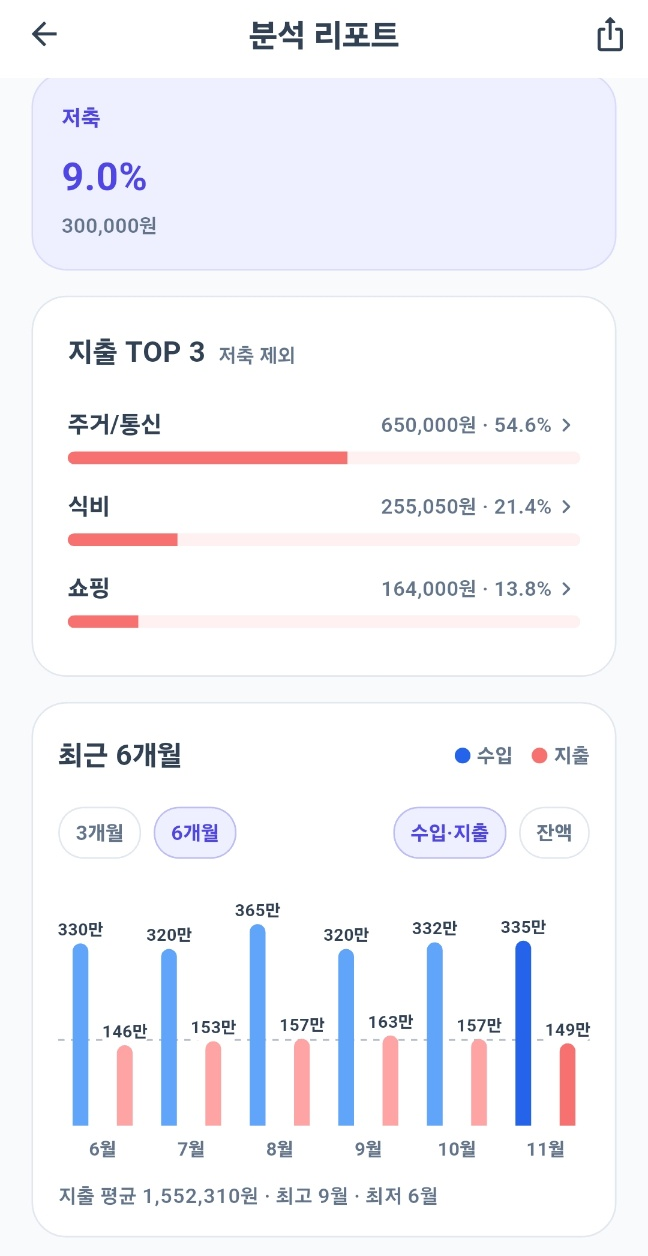 분석 리포트
저축
9.0%
300,000원
지출 TOP 3 저축 제외
주거/통신 650,000원 · 54.6%
식비 255,050원 · 21.4%
쇼핑 164,000원 · 13.8%
최근 6개월 수입 지출
3개월 6개월 수입·지출 잔액
330만 146만 320만 153만 365만 157만 320만 163만 332만 157만 335만 149만
6월 7월 8월 9월 10월 11월
지출 평균 1,552,310원 · 최고 9월 · 최저 6월